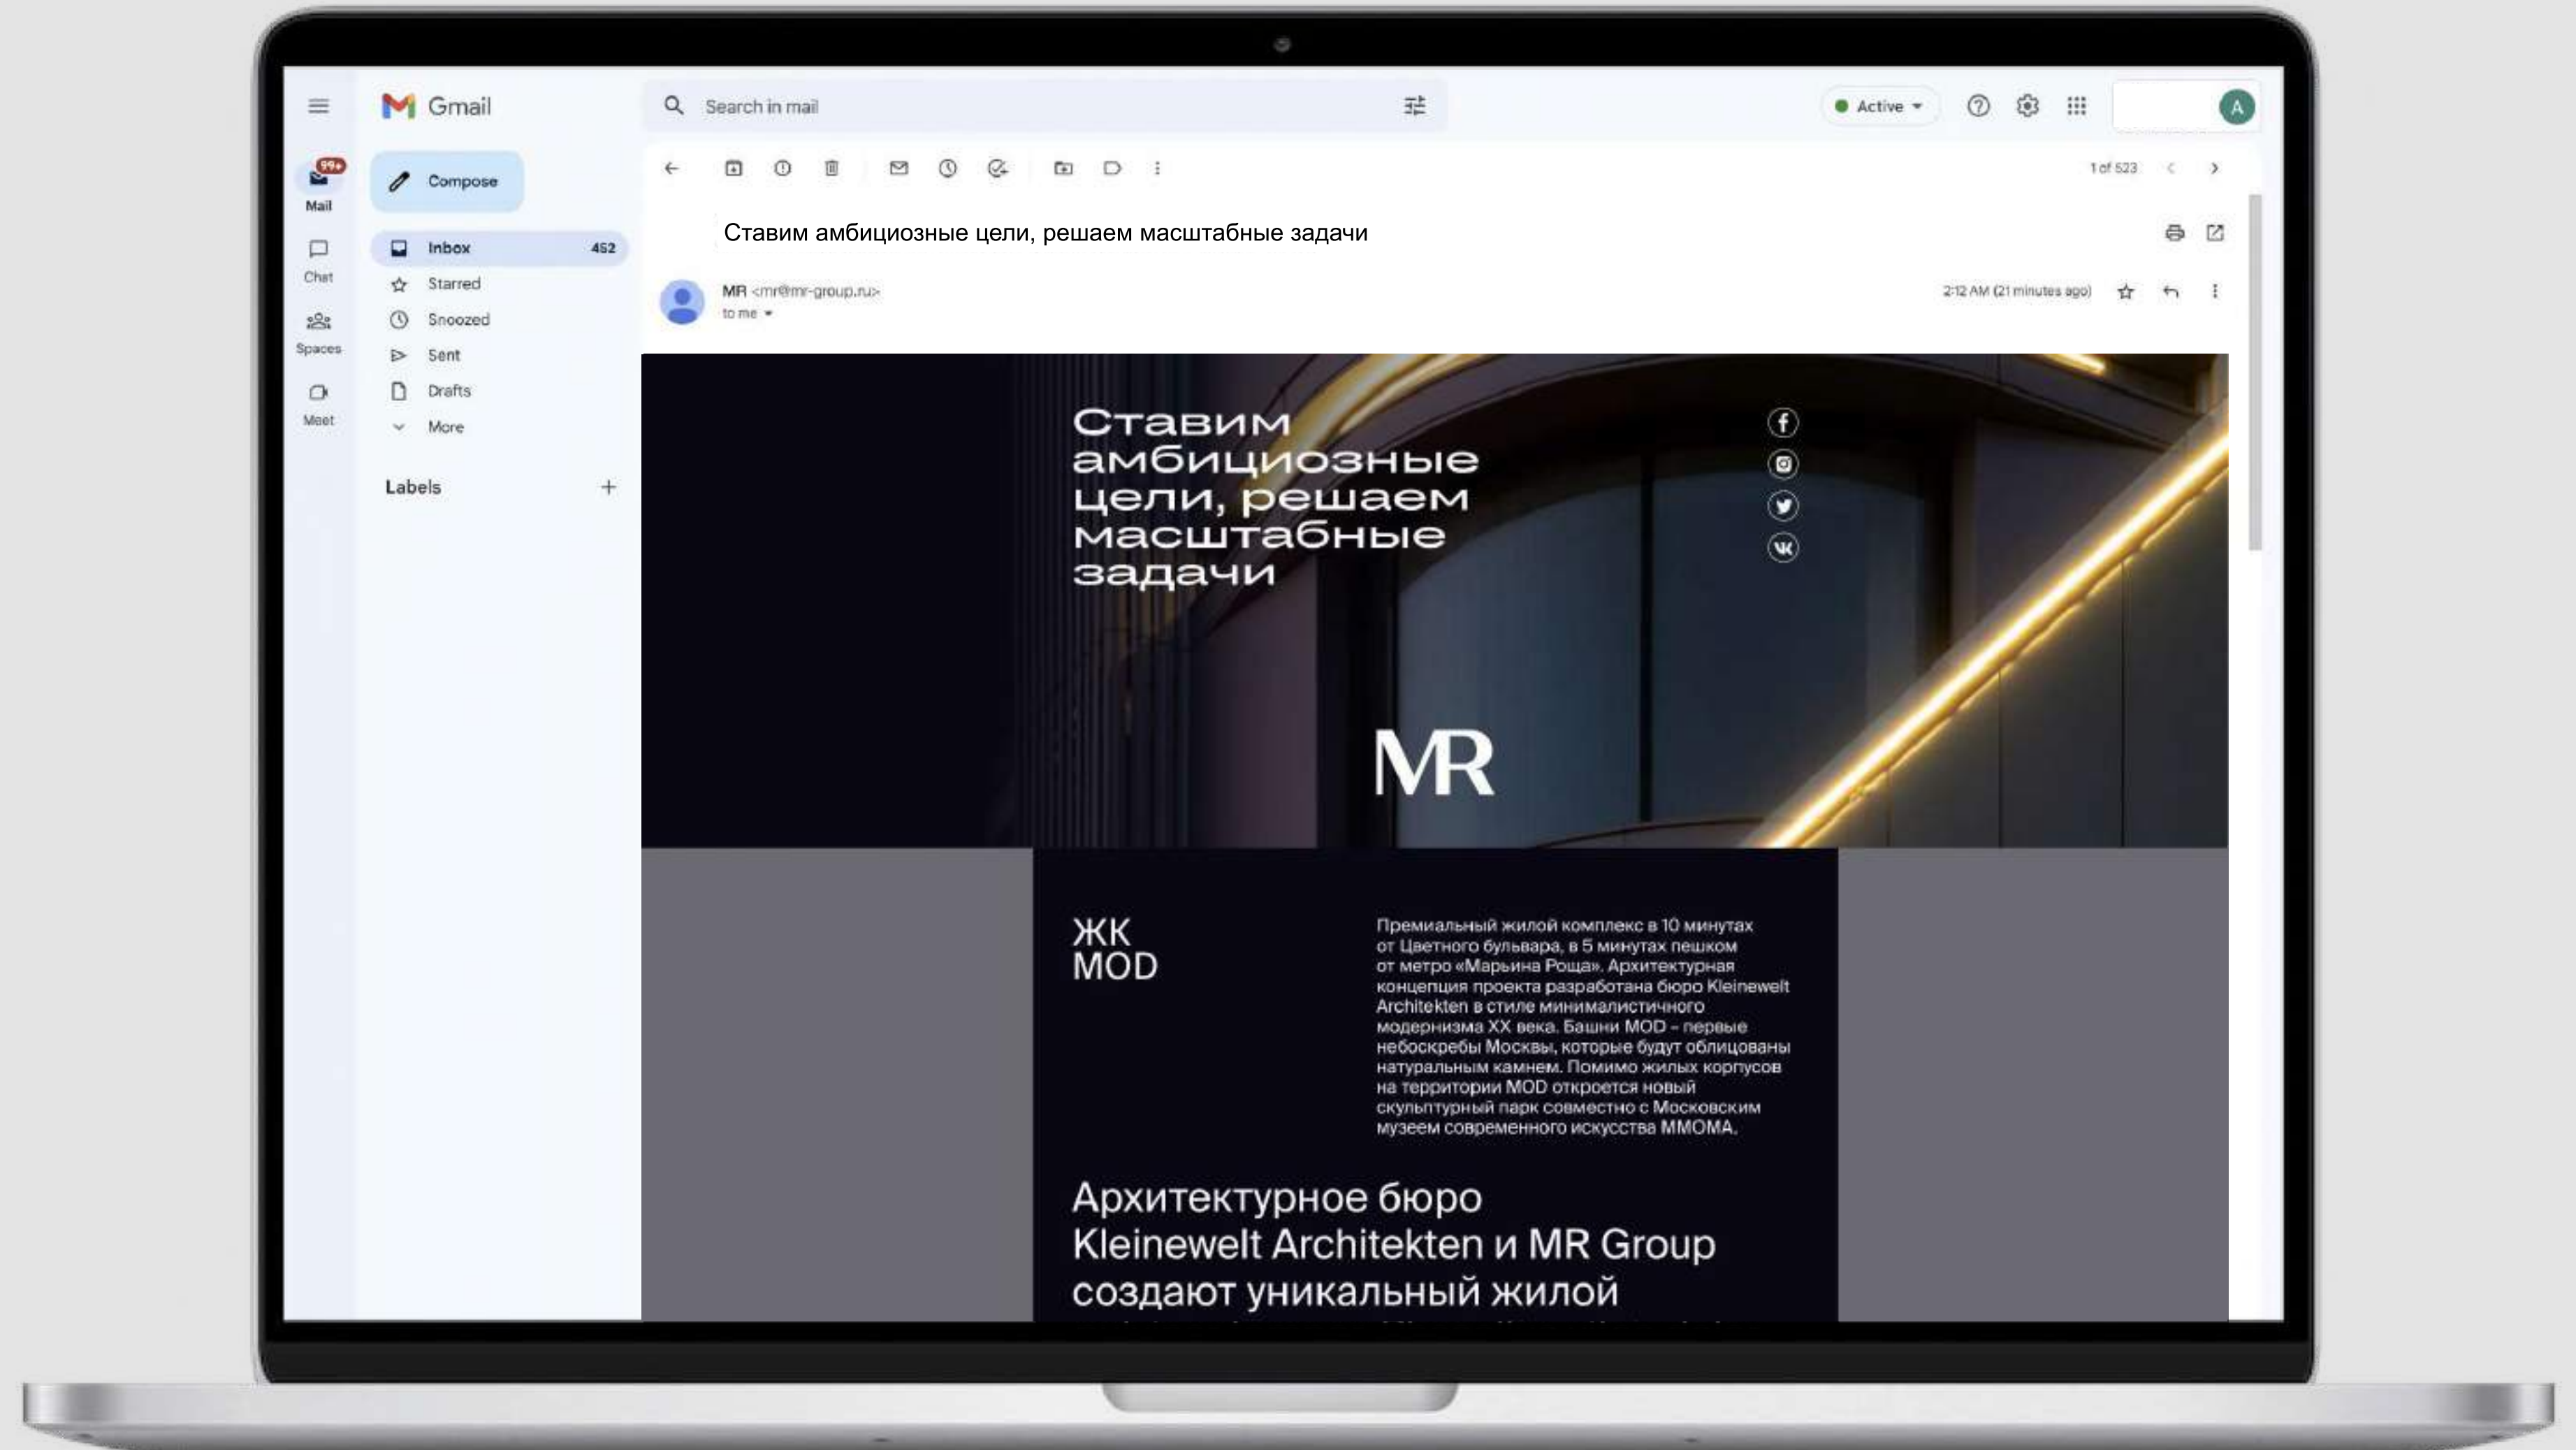 Gmail
Search in mail
Active
A
99+
Mail
Compose
1 of 523
Inbox 452
Ставим амбициозные цели, решаем масштабные задачи
Chat
Starred
MR <mr@mr-group.ru>
2:12 AM (21 minutes ago)
to me
Snoozed
Spaces
Sent
Drafts
Meet
More
Labels
Ставим
амбициозные
цели, решаем
масштабные
задачи
MR
ЖК
MOD
Премиальный жилой комплекс в 10 минутах
от Цветного бульвара, в 5 минутах пешком
от метро «Марьина Роща». Архитектурная
концепция проекта разработана бюро Kleinewelt
Architekten в стиле минималистичного
модернизма XX века. Башни MOD – первые
небоскребы Москвы, которые будут облицованы
натуральным камнем. Помимо жилых корпусов
на территории MOD откроется новый
скульптурный парк совместно с Московским
музеем современного искусства ММОМА.
Архитектурное бюро
Kleinewelt Architekten и MR Group
создают уникальный жилой